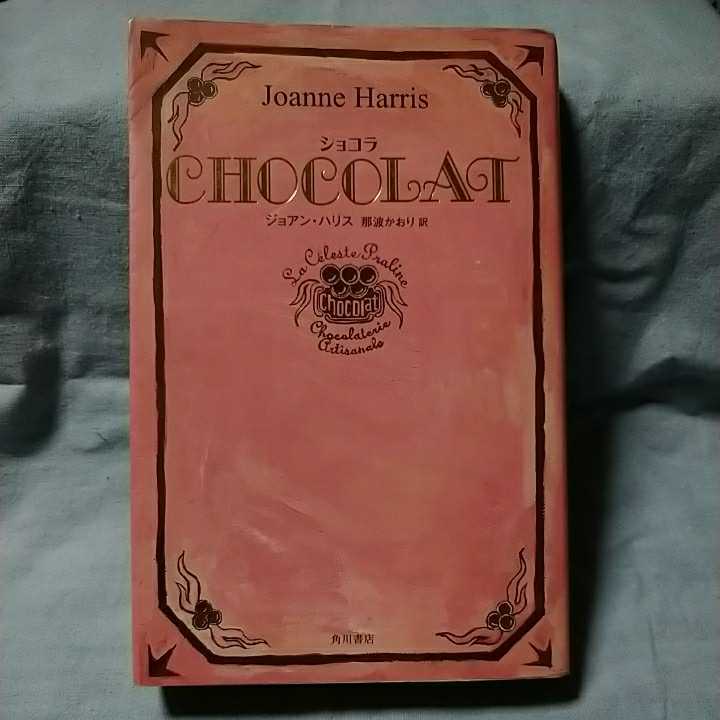 Joanne Harris
ショコラ
CHOCOLAT
ジョアン・ハリス 那波かおり 訳
La Céleste Praline
Chocolat
Chocolaterie
Artisanale
角川書店